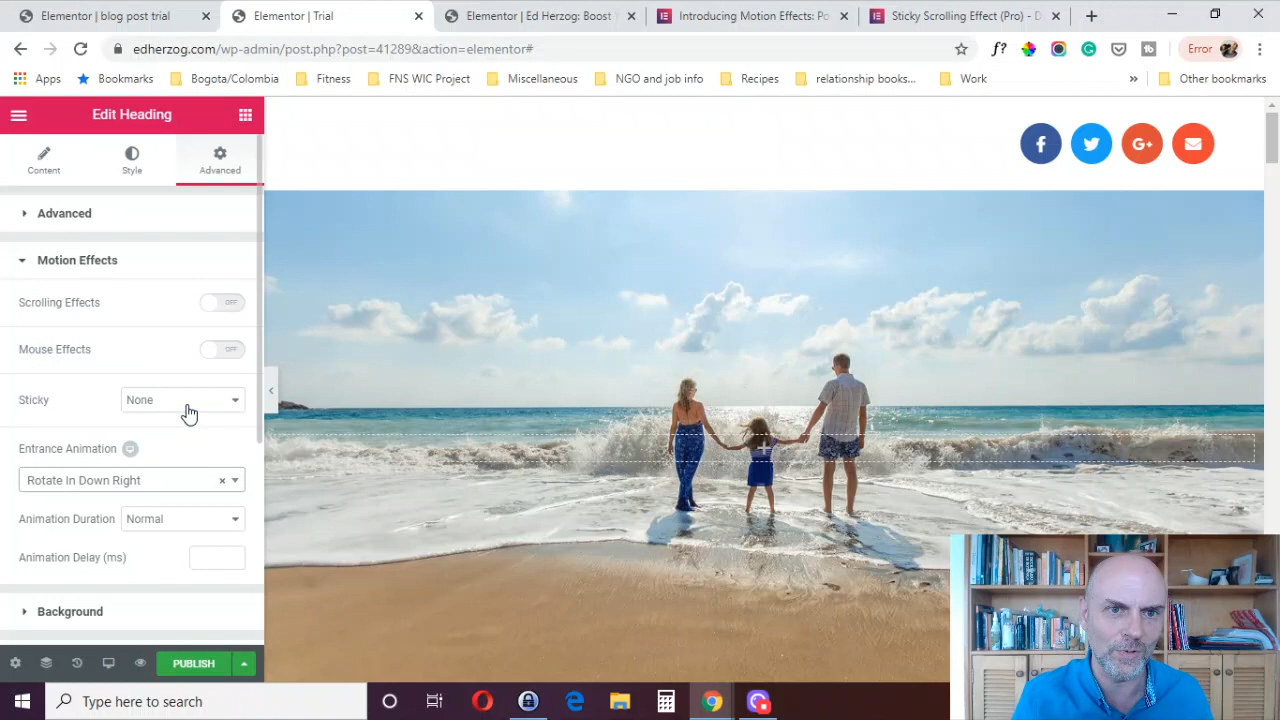 Elementor | blog post trial
Elementor | Trial
Elementor | Ed Herzog: Boost
Introducing Motion Effects: Po
Sticky Scrolling Effect (Pro) - D
edherzog.com/wp-admin/post.php?post=41289&action=elementor#
f?
Error
Apps
Bookmarks
Bogota/Colombia
Fitness
FNS WIC Project
Miscellaneous
NGO and job info
Recipes
relationship books...
Work
Other bookmarks
Edit Heading
Content
Style
Advanced
Advanced
Motion Effects
Scrolling Effects
OFF
Mouse Effects
OFF
Sticky
None
Entrance Animation
Rotate In Down Right
Animation Duration
Normal
Animation Delay (ms)
Background
PUBLISH
Type here to search